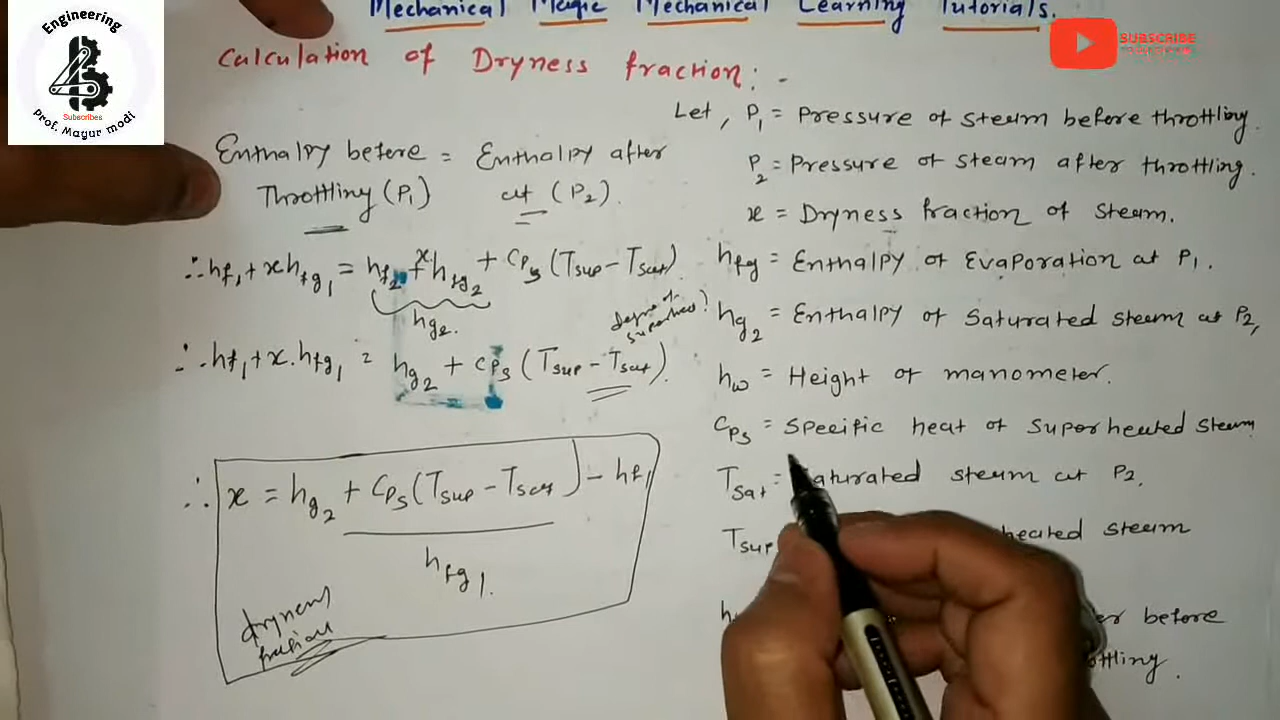 Engineering
Subscribes
Prof. Mayur modi
Mechanical Magic Mechanical Learning Tutorials.
SUBSCRIBE
Calculation of Dryness fraction: -
Enthalpy before = Enthalpy after
Throttling (P1) at (P2).
∴ hf1 + x hfg1 = hf2 + x hfg2 + CPs (Tsup - Tsat)
hg2.
degree of superheat
∴ hf1 + x. hfg1 = hg2 + CPs (Tsup - Tsat).
∴ x = hg2 + CPs (Tsup - Tsat) - hf1
hfg1.
dryness
fraction
Let, P1 = Pressure of steam before throttling.
P2 = Pressure of steam after throttling.
x = Dryness fraction of steam.
hfg = Enthalpy of Evaporation at P1.
hg2 = Enthalpy of Saturated steam at P2,
hw = Height of manometer.
CPs = Specific heat of Superheated steam
Tsat = Saturated steam at P2.
Tsup heated steam
before